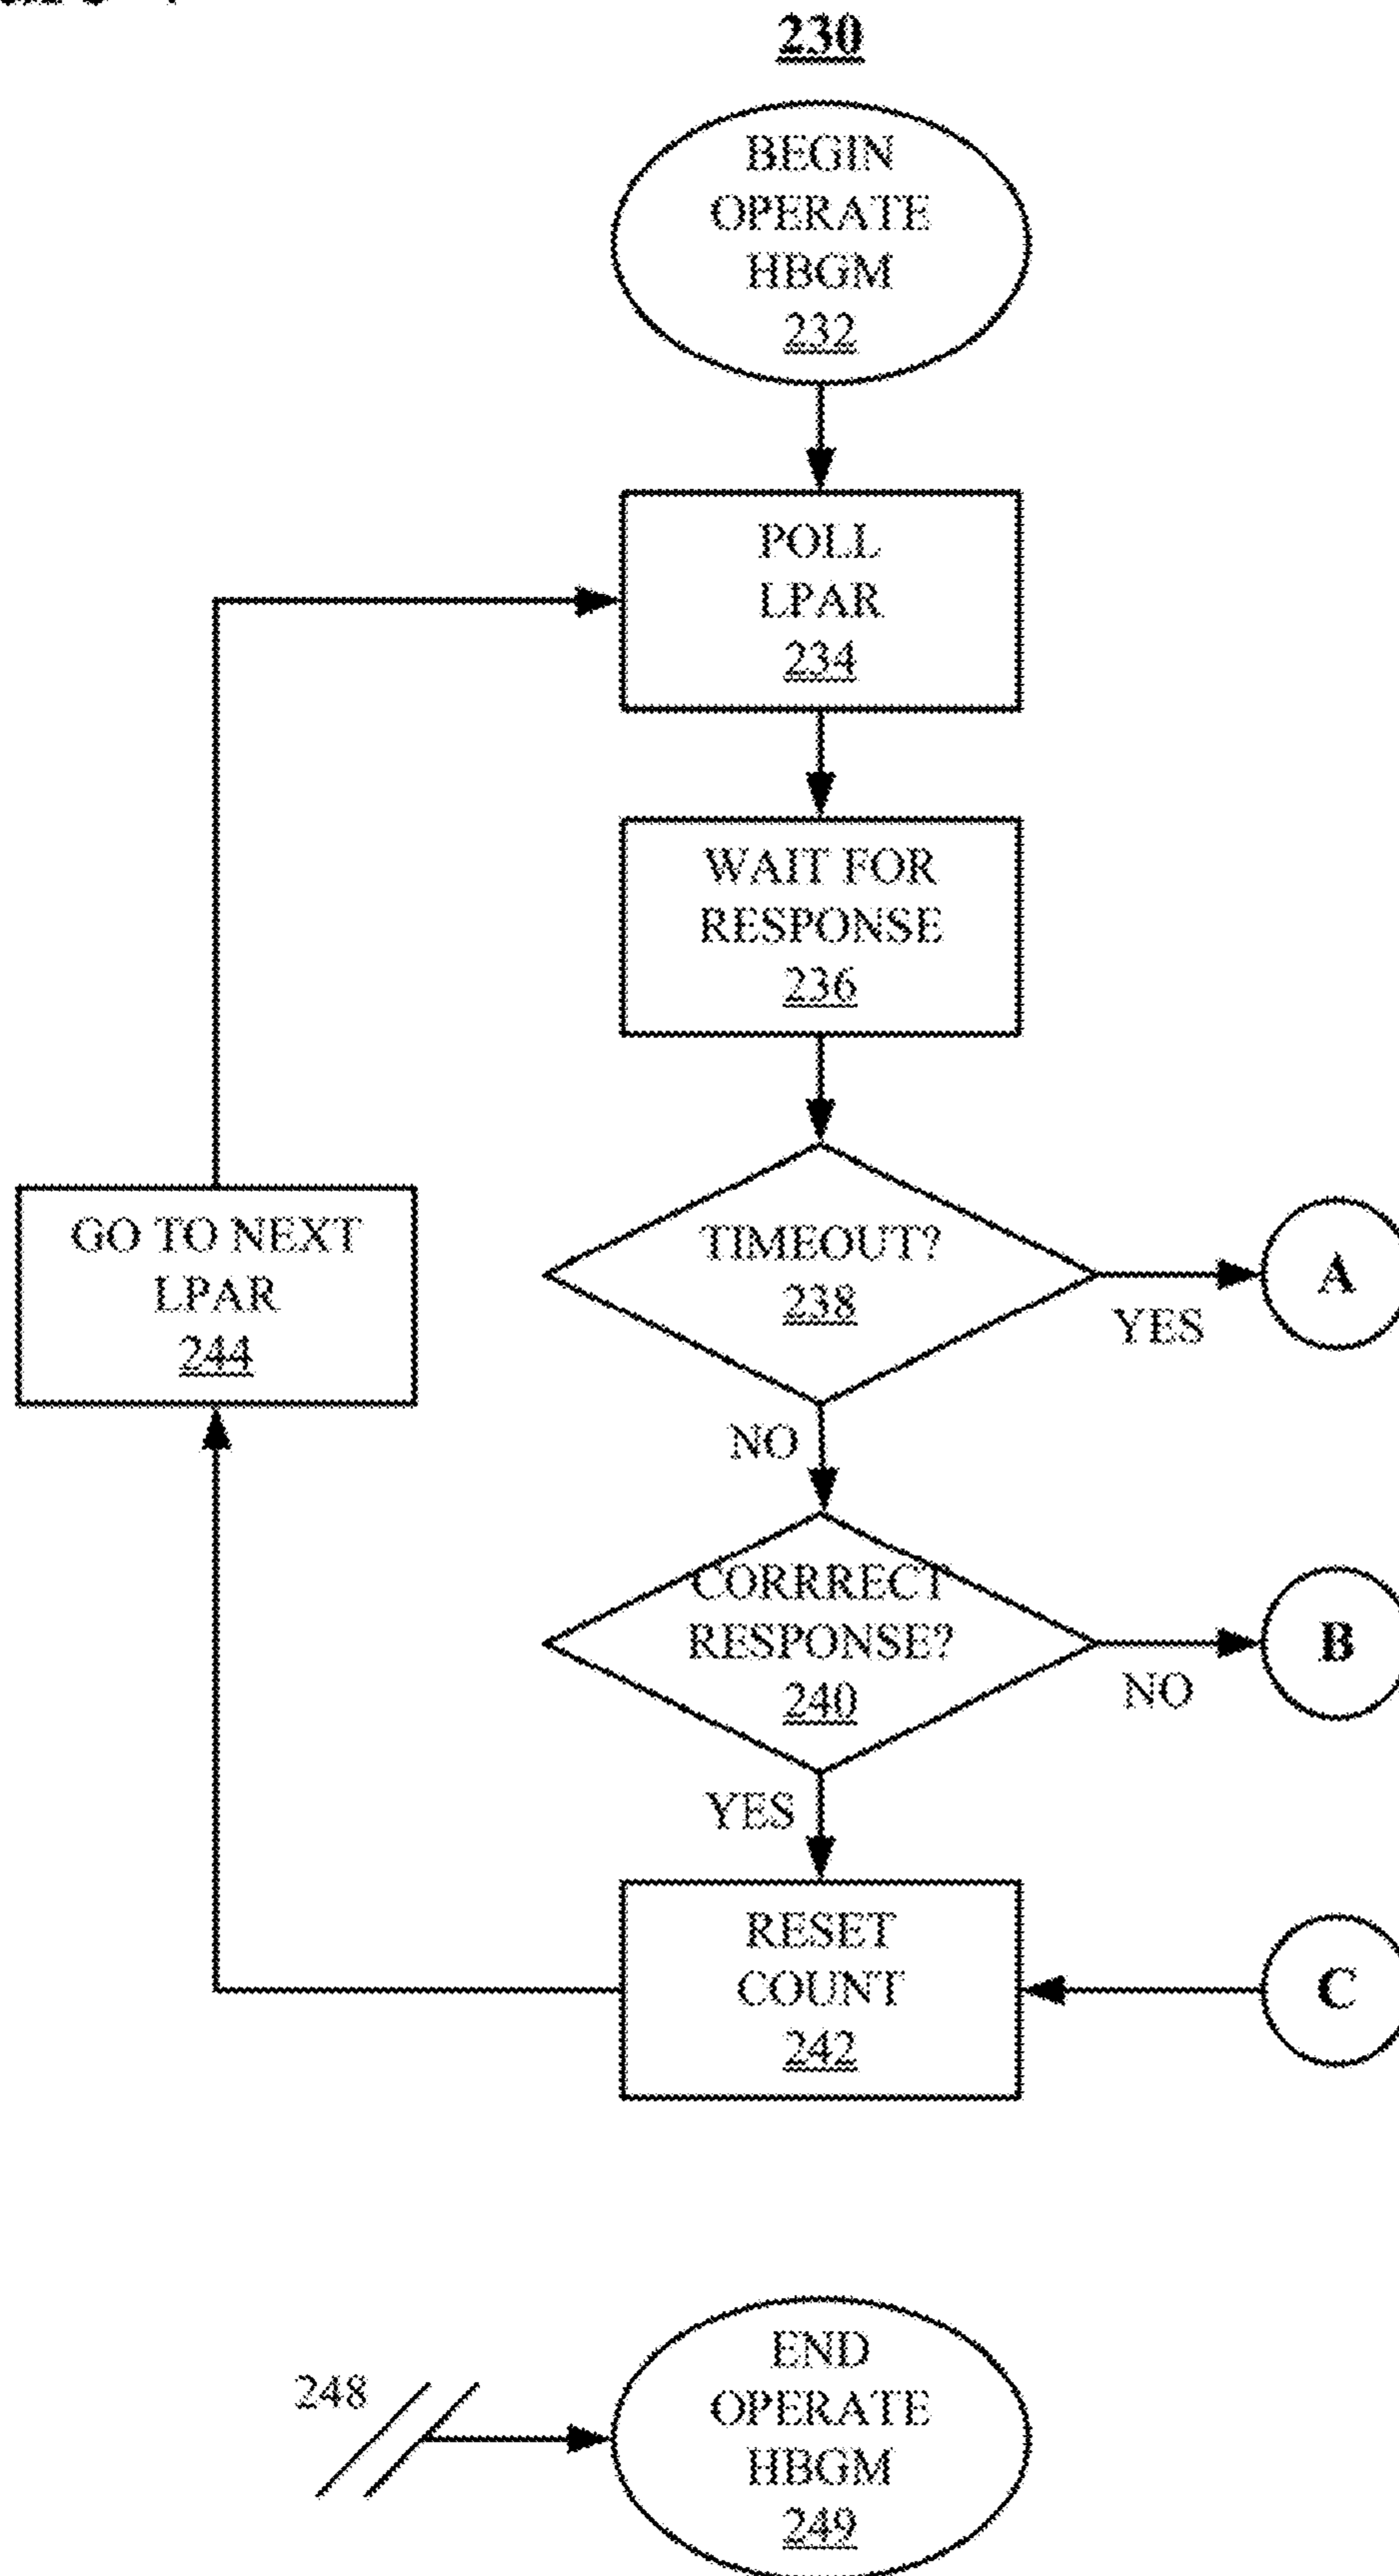 230
BEGIN
OPERATE
HBGM
232
POLL
LPAR
234
WAIT FOR
RESPONSE
236
GO TO NEXT
LPAR
244
TIMEOUT?
238
YES
A
NO
CORRRECT
RESPONSE?
240
NO
B
YES
RESET
COUNT
242
C
248
END
OPERATE
HBGM
249